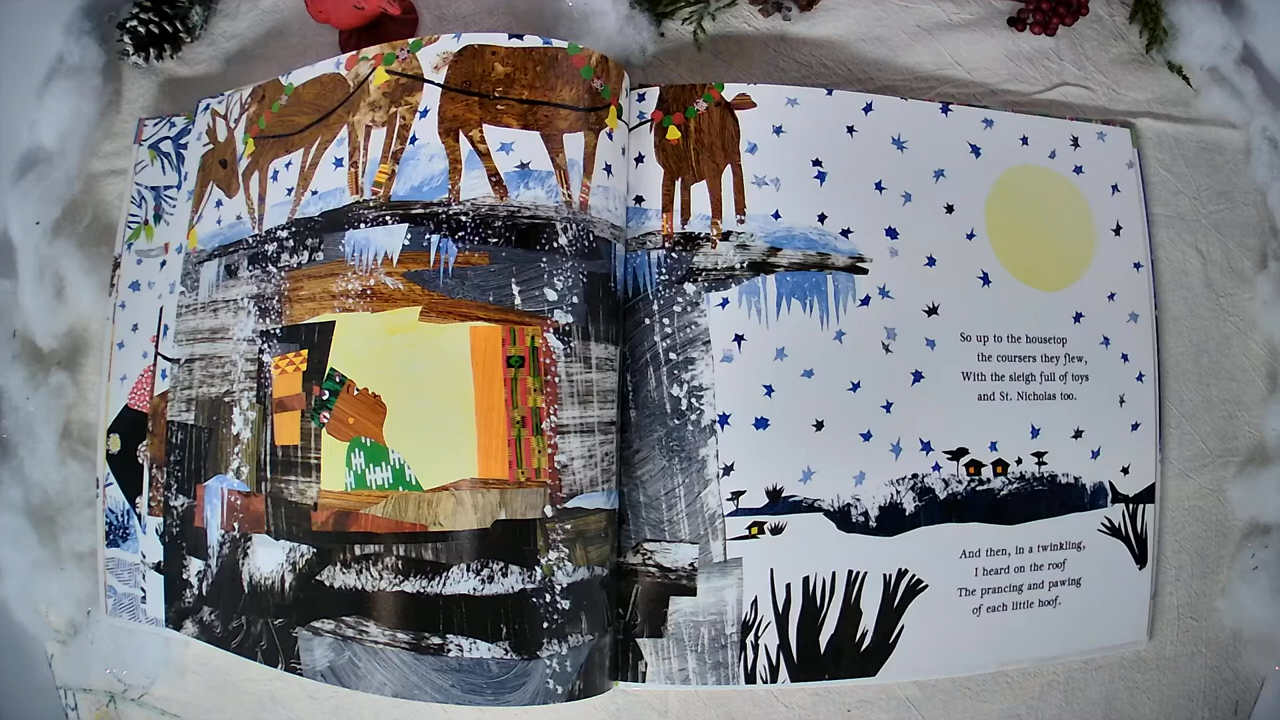 So up to the housetop
the coursers they flew,
With the sleigh full of toys
and St. Nicholas too.
And then, in a twinkling,
I heard on the roof
The prancing and pawing
of each little hoof.